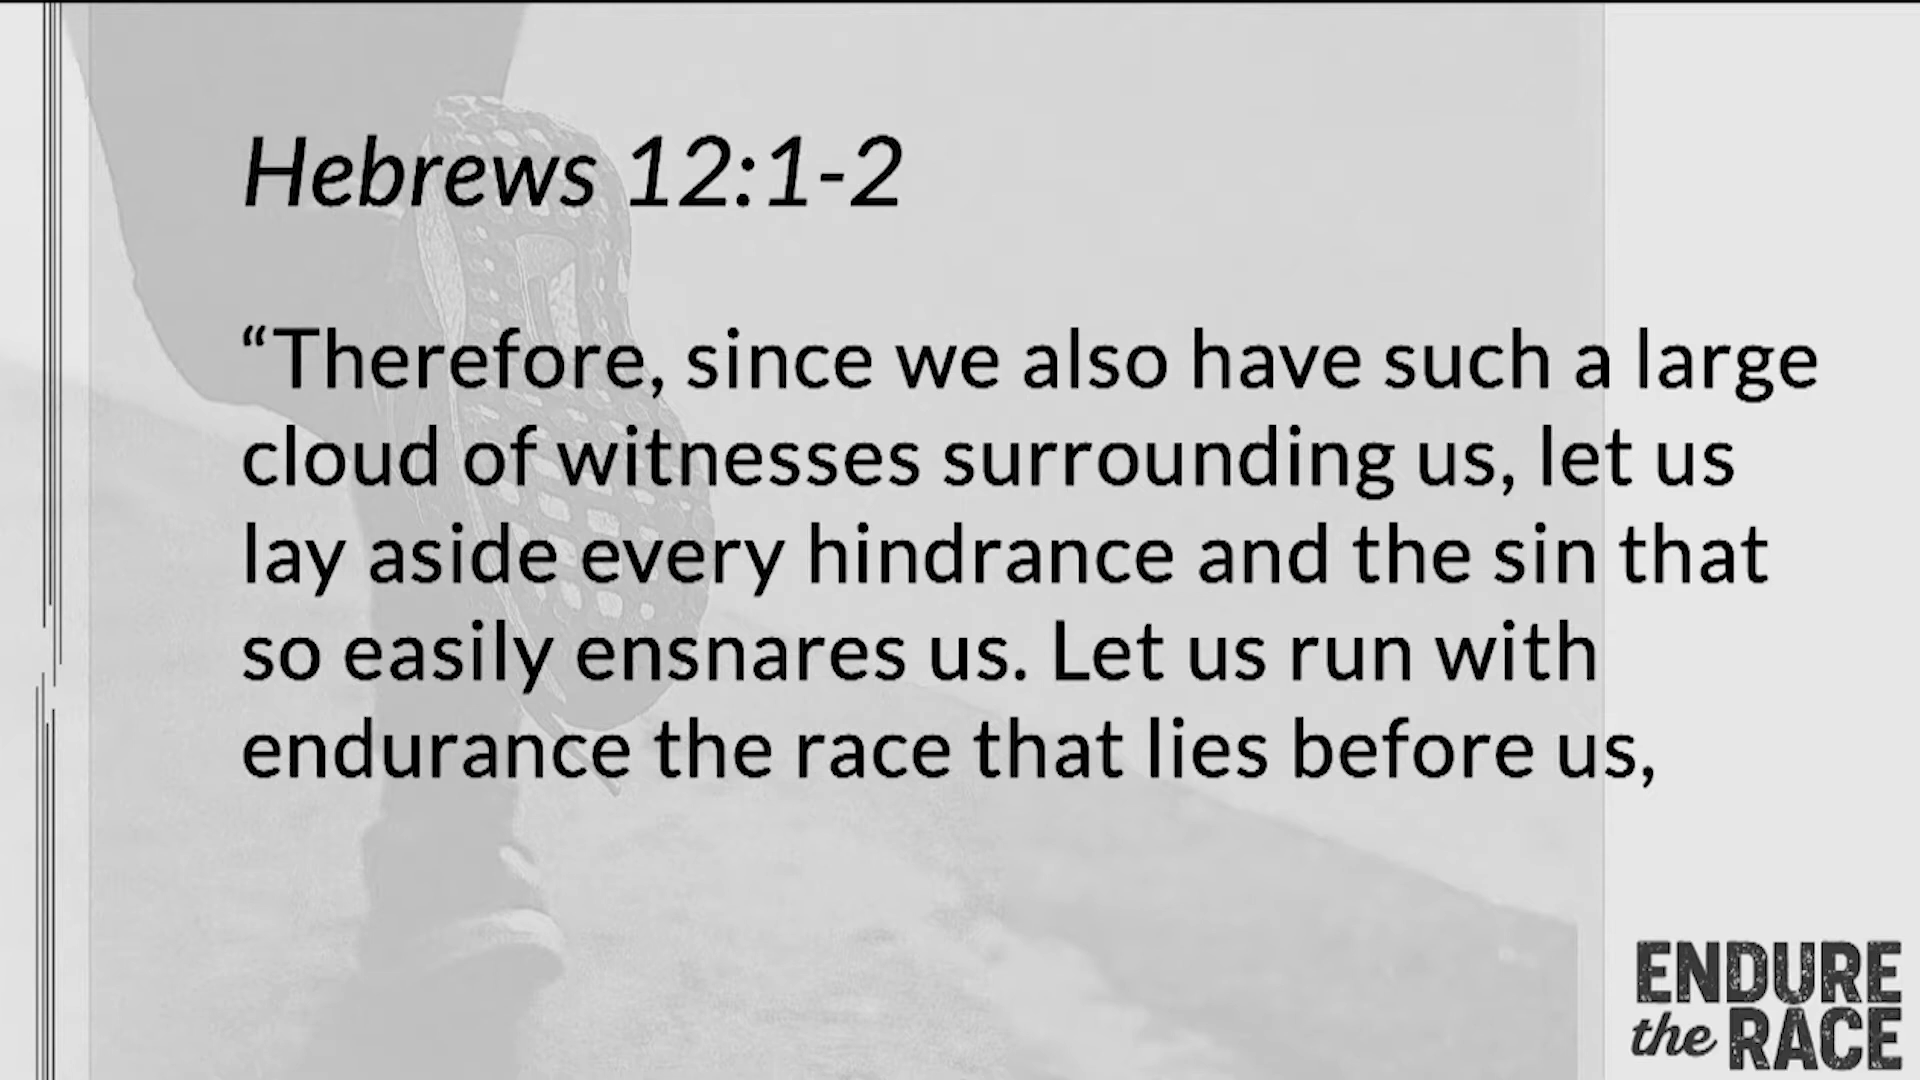 Hebrews 12:1-2
“Therefore, since we also have such a large
cloud of witnesses surrounding us, let us
lay aside every hindrance and the sin that
so easily ensnares us. Let us run with
endurance the race that lies before us,
ENDURE
the RACE